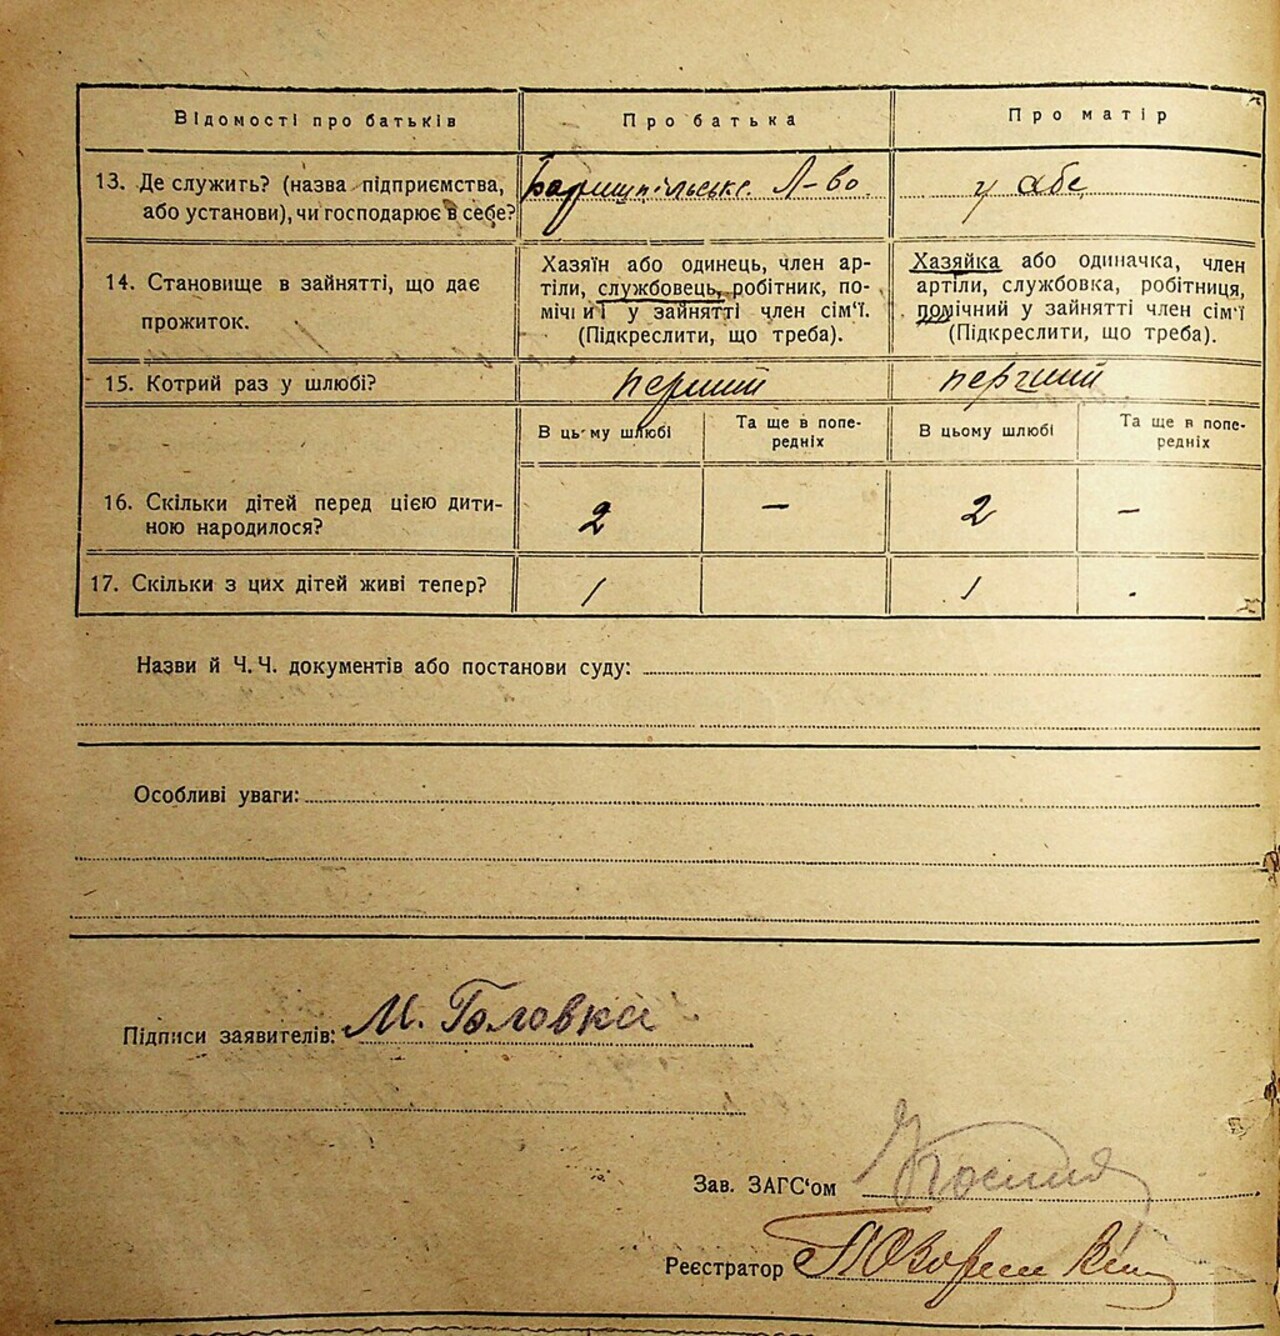 Відомості про батьків Про батька Про матір
13. Де служить? (назва підприємства, або установи), чи господарює в себе? Л-во
14. Становище в зайнятті, що дає прожиток.
Хазяїн або одинець, член ар-
тіли, службовець, робітник, по-
мічний у зайнятті член сім'ї.
(Підкреслити, що треба).
Хазяйка або одиначка, член
артіли, службовка, робітниця,
помічний у зайнятті член сім'ї
(Підкреслити, що треба).
15. Котрий раз у шлюбі? перший перший
В цьому шлюбі Та ще в попе-
редніх В цьому шлюбі Та ще в попе-
редніх
16. Скільки дітей перед цією дити-
ною народилося? 2 — 2 —
17. Скільки з цих дітей живі тепер? 1 1
Назви й Ч.Ч. документів або постанови суду:
Особливі уваги:
Підписи заявителів: М. Головка
Зав. ЗАГС'ом
Реєстратор